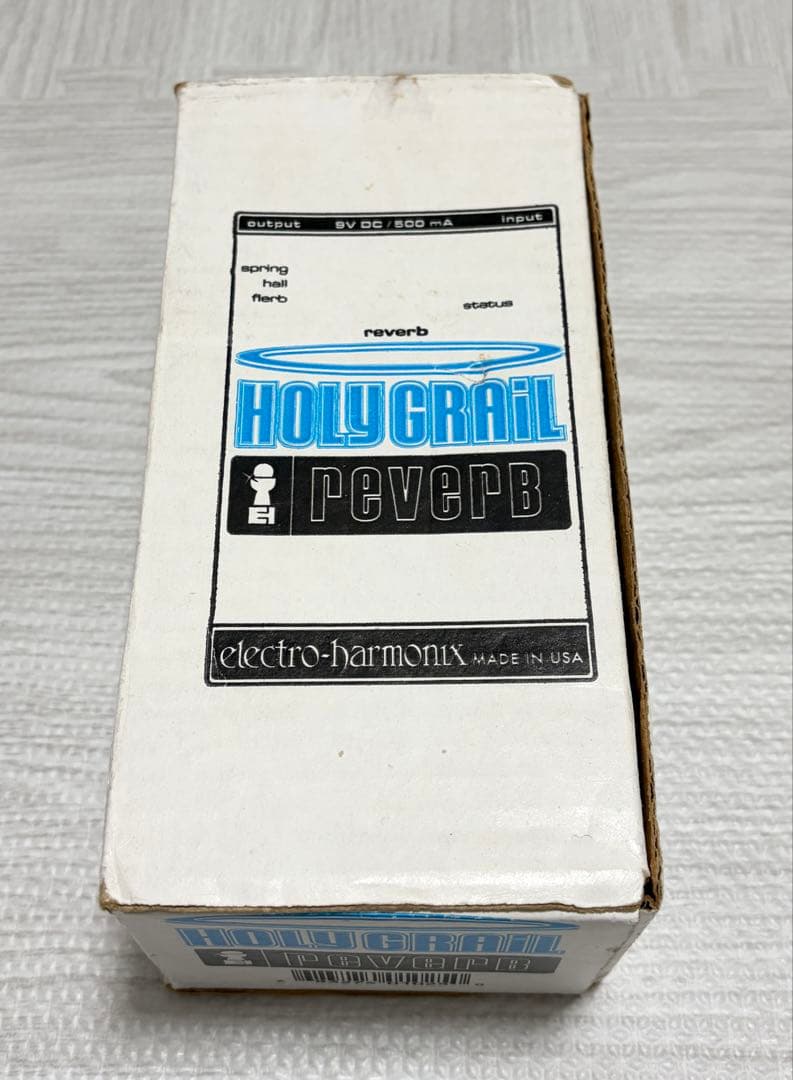 output 9V DC / 500 mA input
spring
hall
flerb
status
reverb
HOLY GRAiL
EH reverB
electro-harmonix MADE IN USA
HOLY GRAiL
reverB